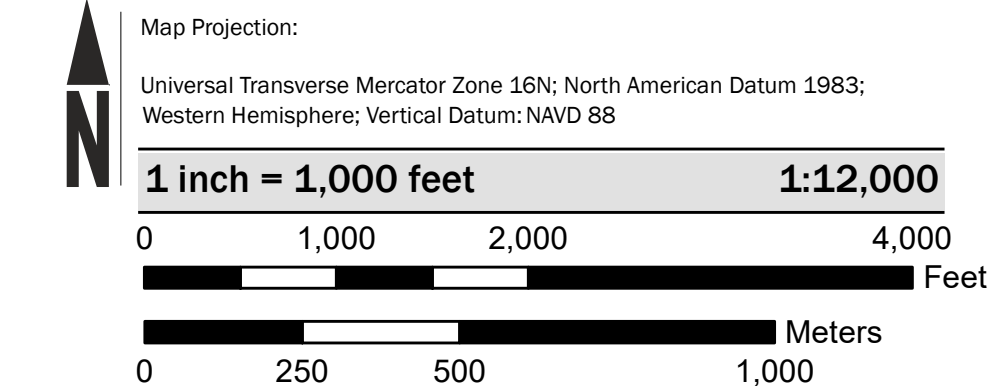 N
Map Projection:
Universal Transverse Mercator Zone 16N; North American Datum 1983;
Western Hemisphere; Vertical Datum: NAVD 88
1 inch = 1,000 feet 1:12,000
0 1,000 2,000 4,000
Feet
Meters
0 250 500 1,000